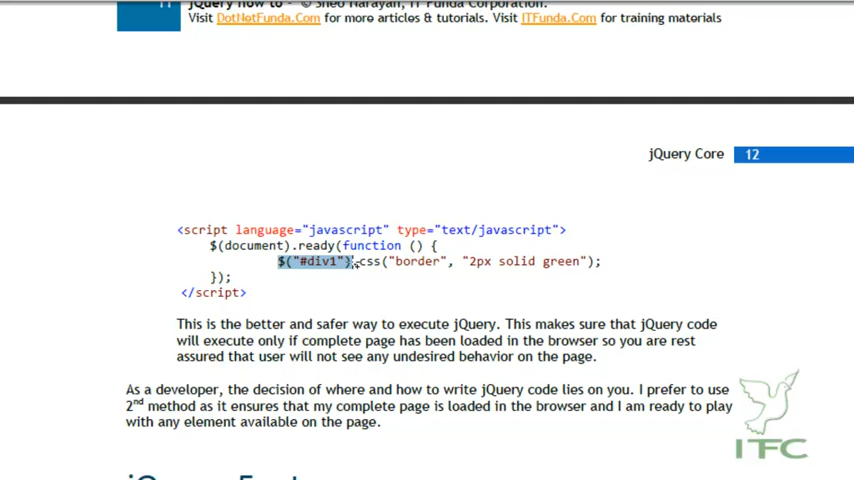 jQuery how to - © Sheo Narayan, IT Funda Corporation.
Visit DotNetFunda.Com for more articles & tutorials. Visit ITFunda.Com for training materials
jQuery Core 12
<script language="javascript" type="text/javascript">
$(document).ready(function () {
$("#div1").css("border", "2px solid green");
});
</script>
This is the better and safer way to execute jQuery. This makes sure that jQuery code
will execute only if complete page has been loaded in the browser so you are rest
assured that user will not see any undesired behavior on the page.
As a developer, the decision of where and how to write jQuery code lies on you. I prefer to use
2nd method as it ensures that my complete page is loaded in the browser and I am ready to play
with any element available on the page.
ITFC